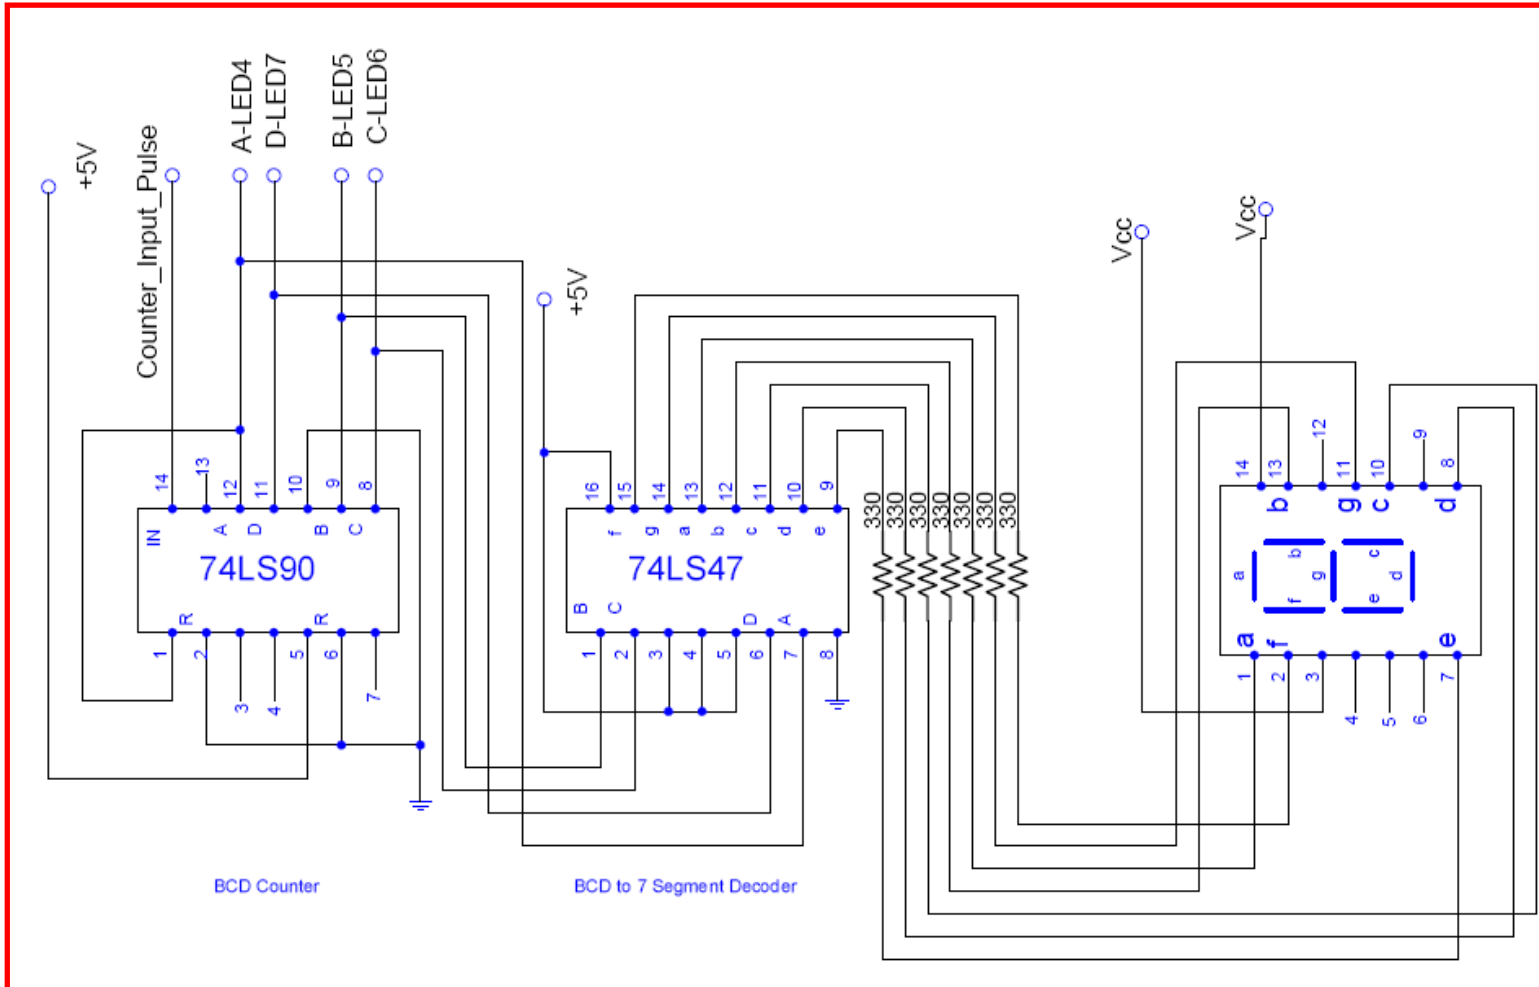 +5V
Counter_Input_Pulse
A-LED4
D-LED7
B-LED5
C-LED6
+5V
Vcc
Vcc
14
13
12
11
10
9
8
IN
A
D
B
C
74LS90
R
R
1
2
3
4
5
6
7
BCD Counter
16
15
14
13
12
11
10
9
f
g
a
b
c
d
e
74LS47
B
C
D
A
1
2
3
4
5
6
7
8
BCD to 7 Segment Decoder
330
330
330
330
330
330
330
14
13
12
11
10
9
8
b
g
c
d
a
b
g
f
c
d
e
a
f
e
1
2
3
4
5
6
7